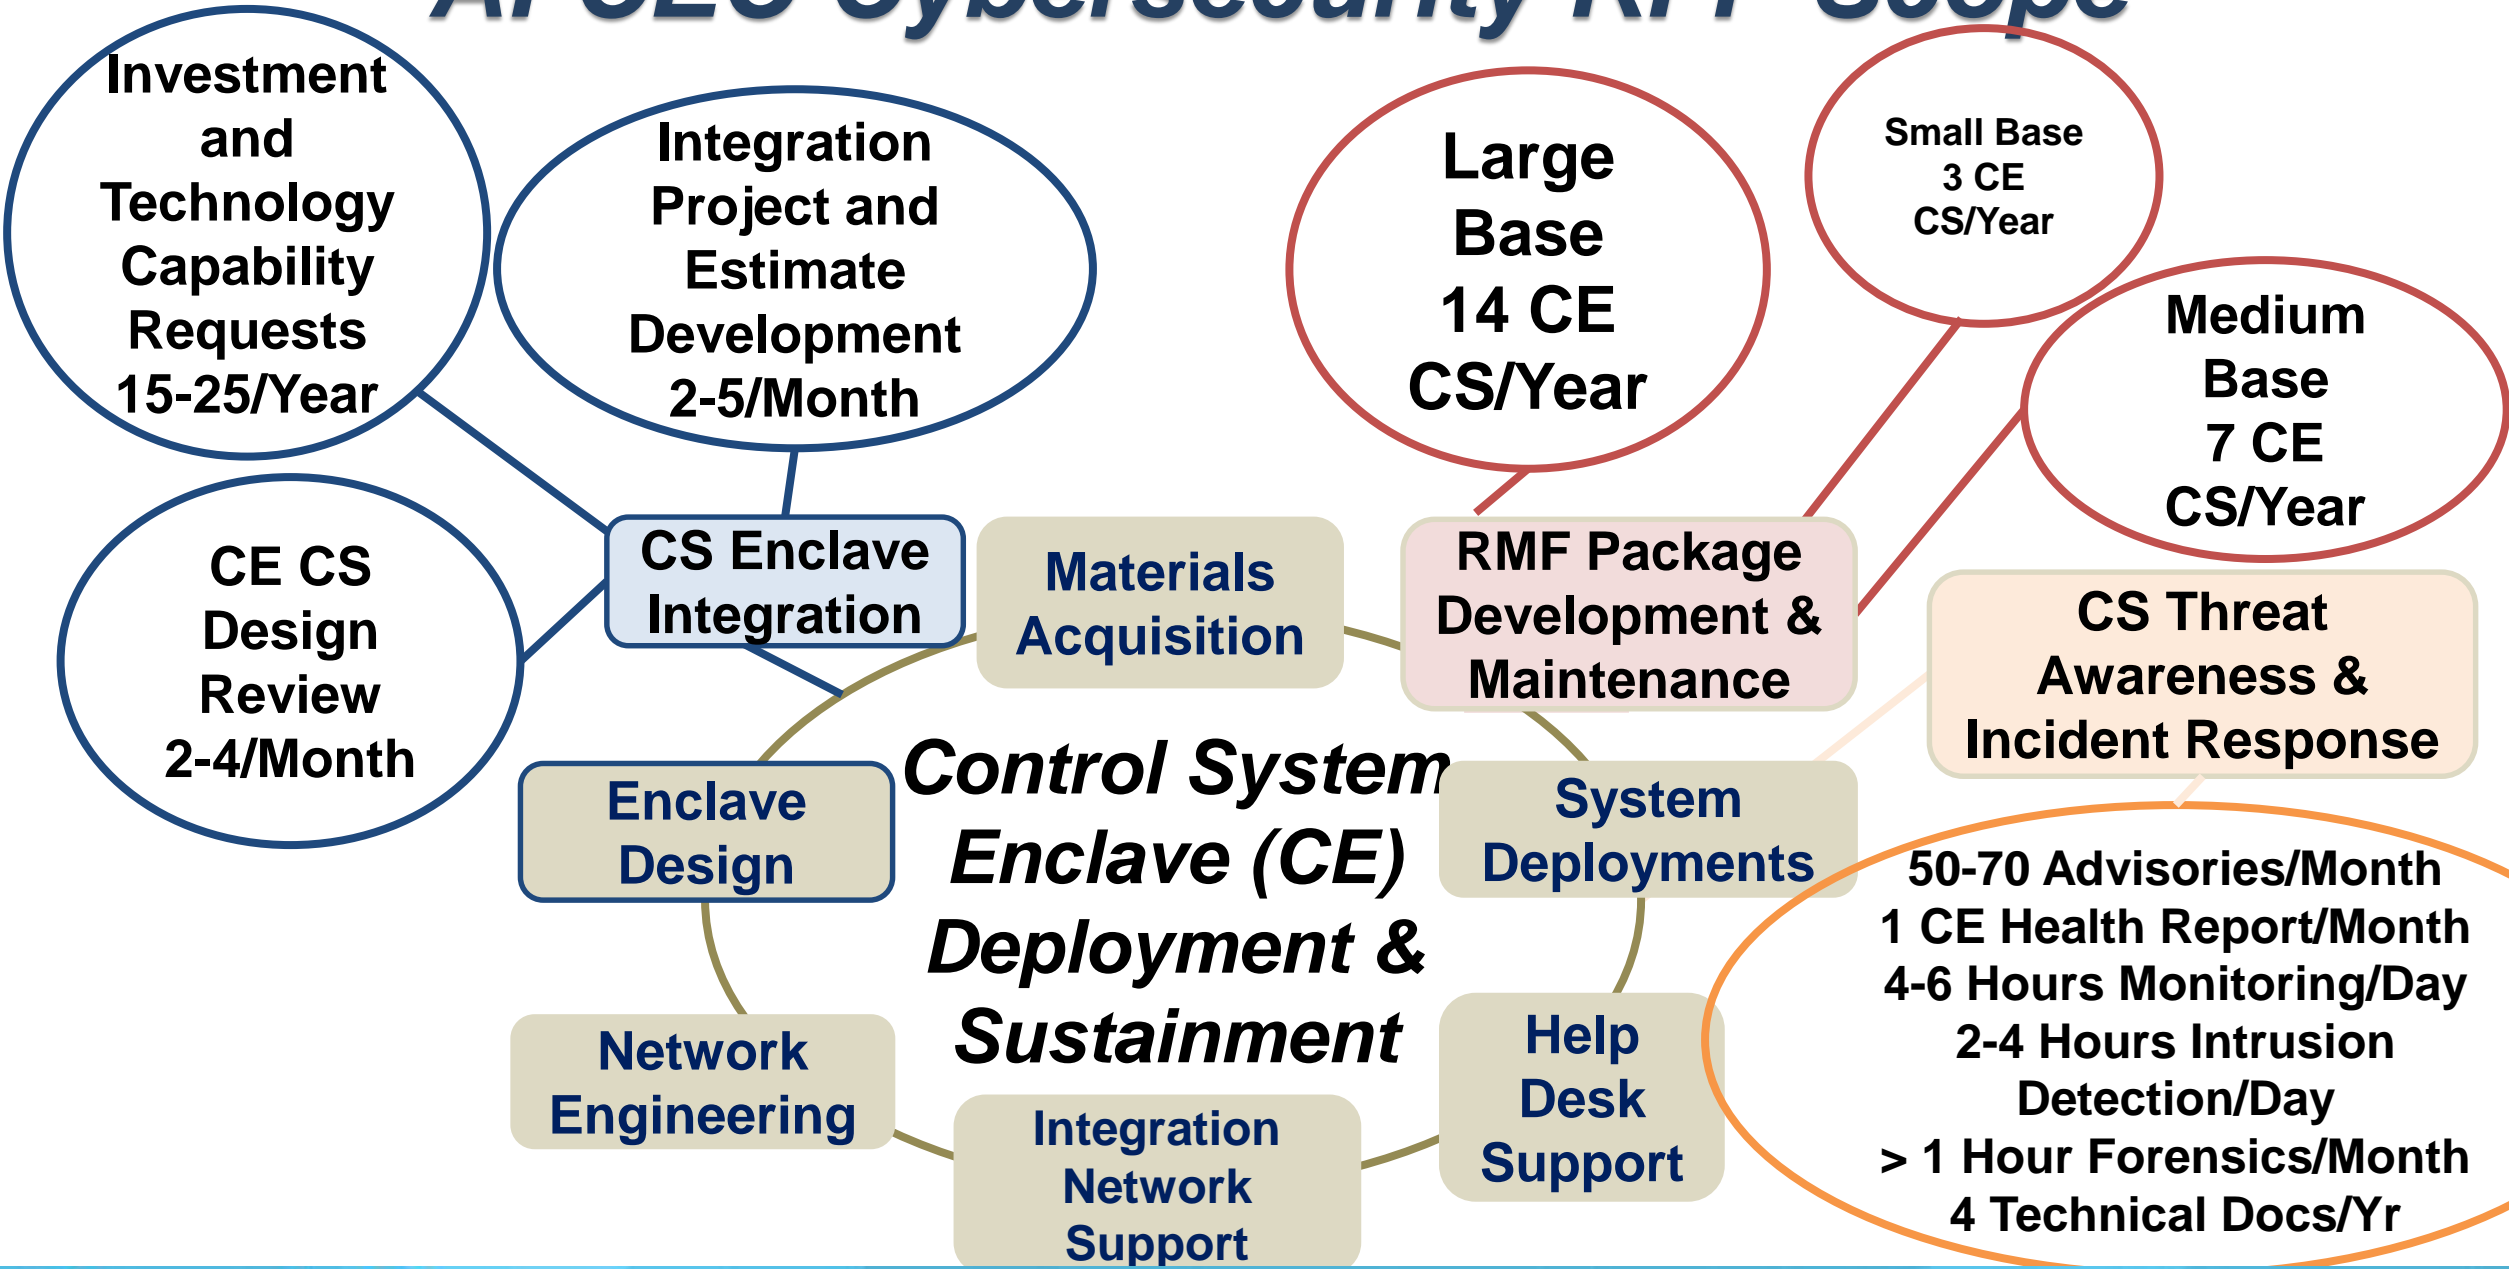 Cybersecurity
Scope
Investment
and
Technology
Capability
Requests
15-25/Year
Integration
Project and
Estimate
Development
2-5/Month
Large
Base
14 CE
CS/Year
Small Base
3 CE
CS/Year
Medium
Base
7 CE
CS/Year
CE CS
Design
Review
2-4/Month
CS Enclave
Integration
Materials
Acquisition
RMF Package
Development &
Maintenance
CS Threat
Awareness &
Incident Response
Enclave
Design
Control System
Enclave (CE)
Deployment &
Sustainment
System
Deployments
Network
Engineering
Integration
Network
Support
Help
Desk
Support
50-70 Advisories/Month
1 CE Health Report/Month
4-6 Hours Monitoring/Day
2-4 Hours Intrusion
Detection/Day
> 1 Hour Forensics/Month
4 Technical Docs/Yr